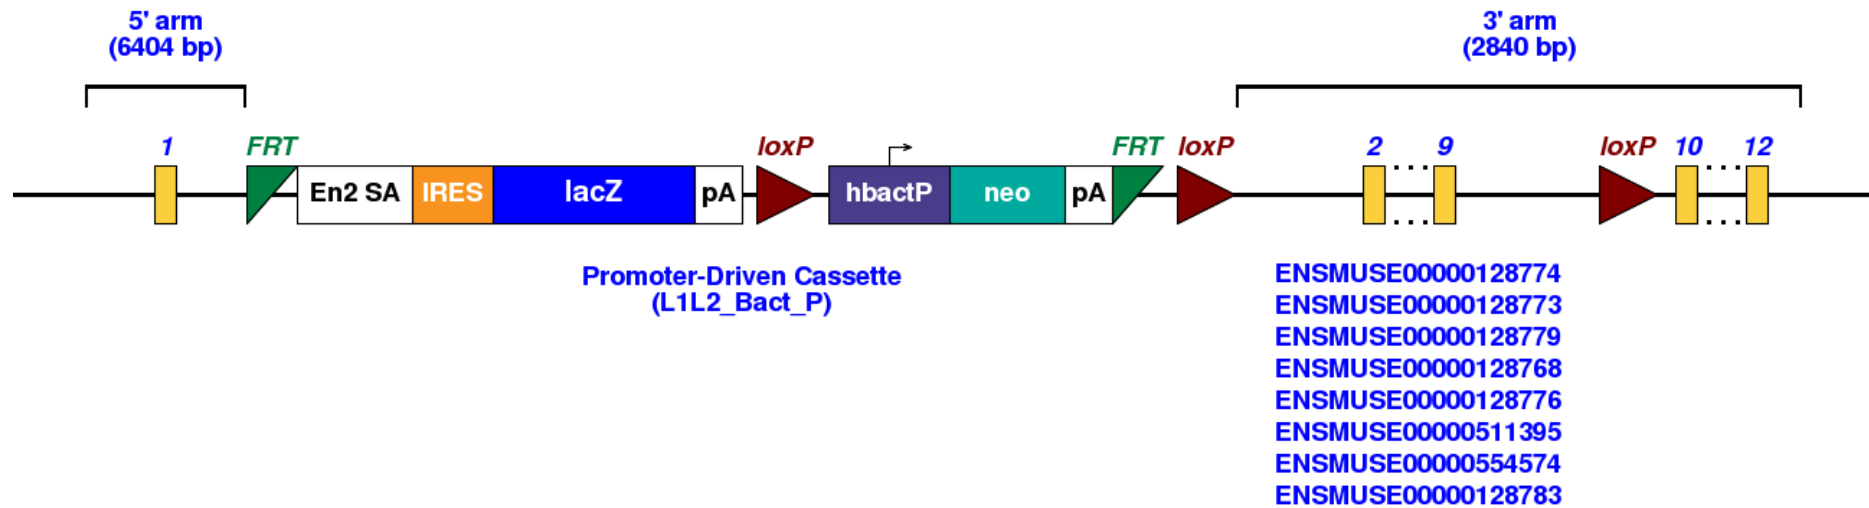 5' arm
(6404 bp)
3' arm
(2840 bp)
1 FRT loxP FRT loxP 2 9 loxP 10 12
En2 SA IRES lacZ pA hbactP neo pA
Promoter-Driven Cassette
(L1L2_Bact_P)
ENSMUSE00000128774
ENSMUSE00000128773
ENSMUSE00000128779
ENSMUSE00000128768
ENSMUSE00000128776
ENSMUSE00000511395
ENSMUSE00000554574
ENSMUSE00000128783